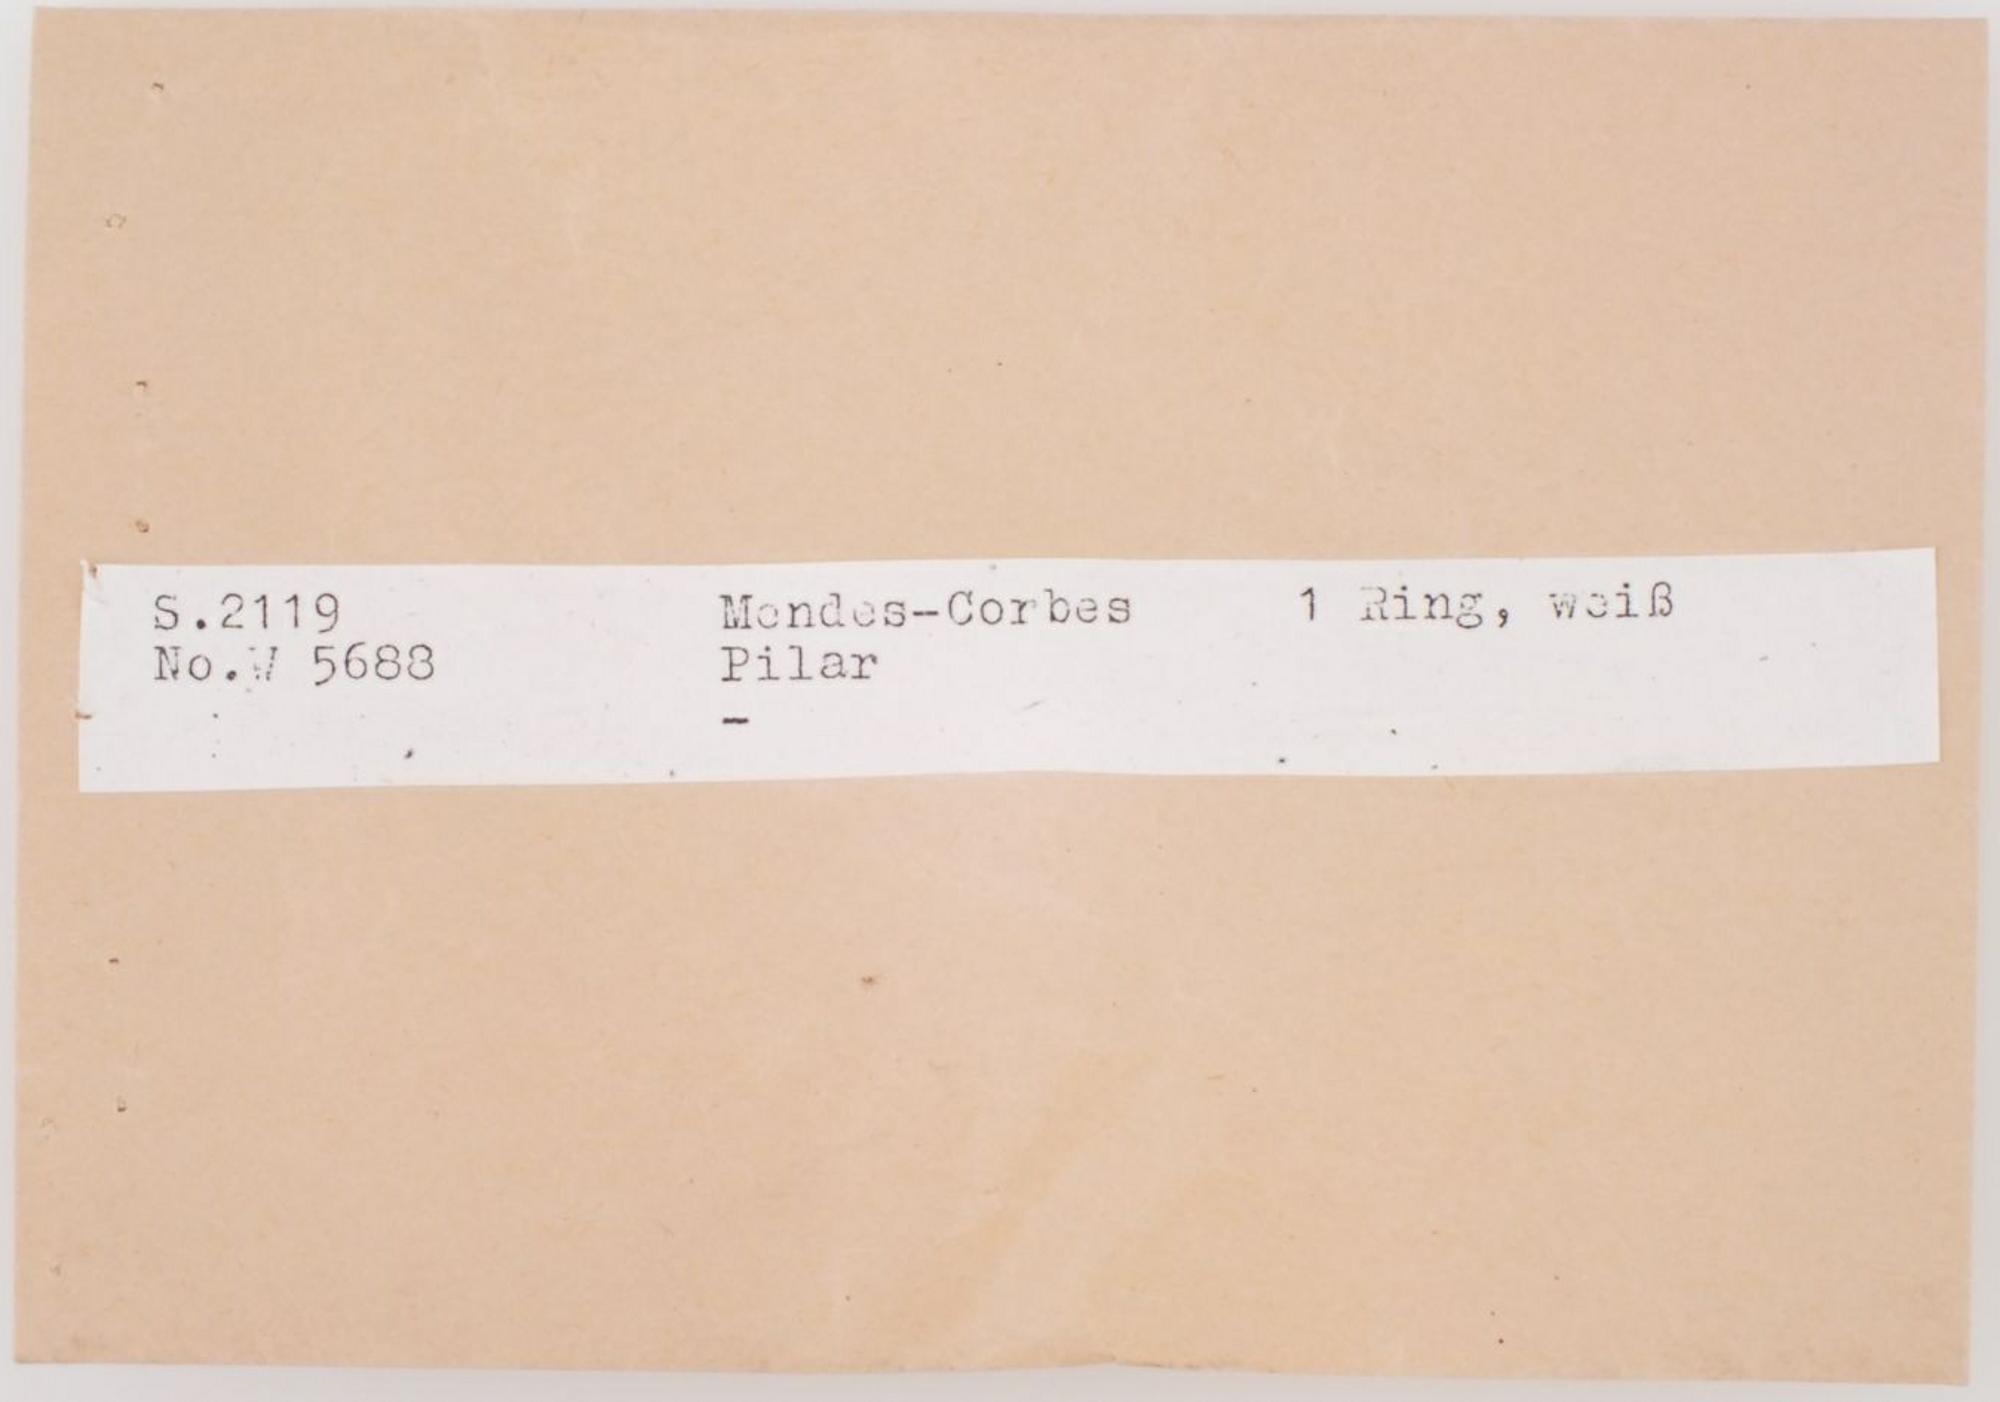 S.2119 Mendes-Corbes 1 Ring, weiß
No.W 5688 Pilar
-